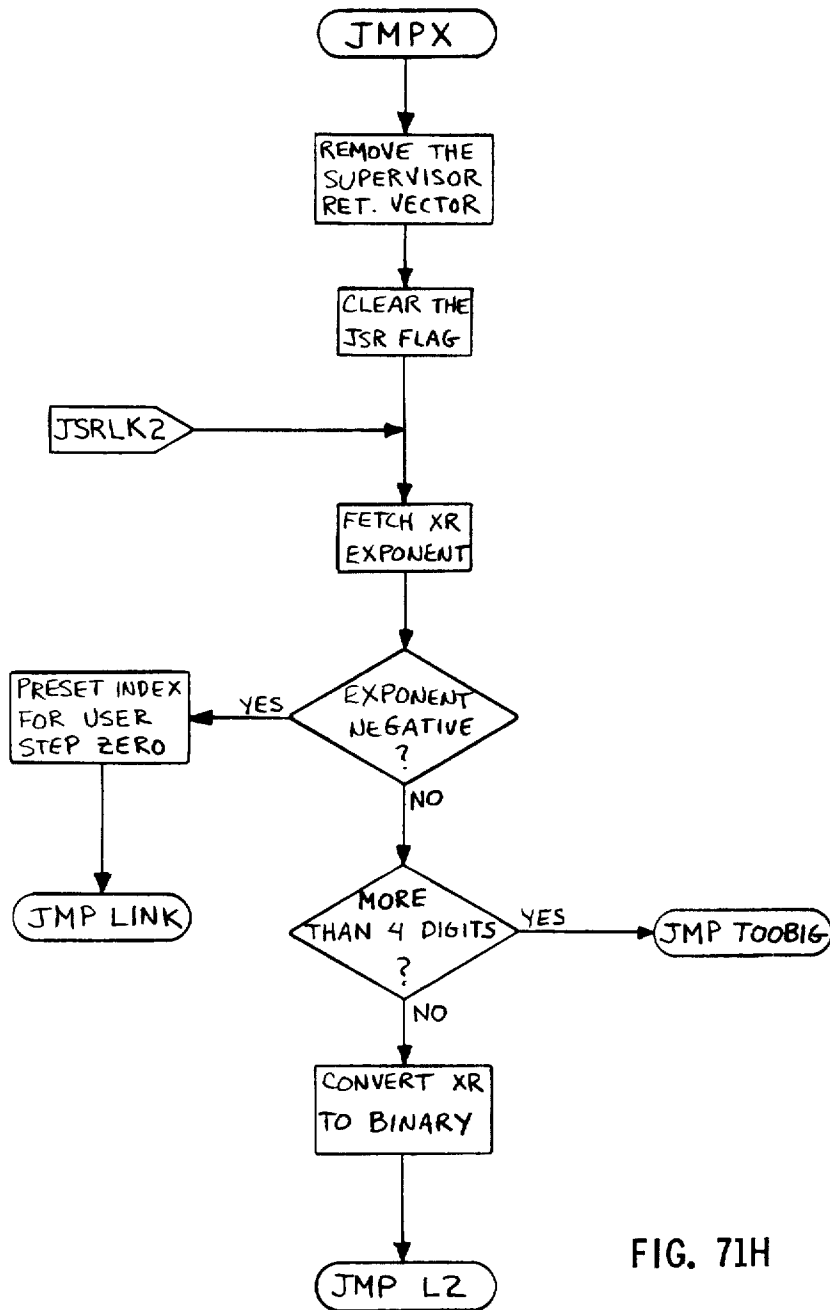 JMPX
REMOVE THE
SUPERVISOR
RET. VECTOR
CLEAR THE
JSR FLAG
JSRLK2
FETCH XR
EXPONENT
EXPONENT
NEGATIVE
?
YES
PRESET INDEX
FOR USER
STEP ZERO
JMP LINK
NO
MORE
THAN 4 DIGITS
?
YES
JMP TOOBIG
NO
CONVERT XR
TO BINARY
JMP L2
FIG. 71H